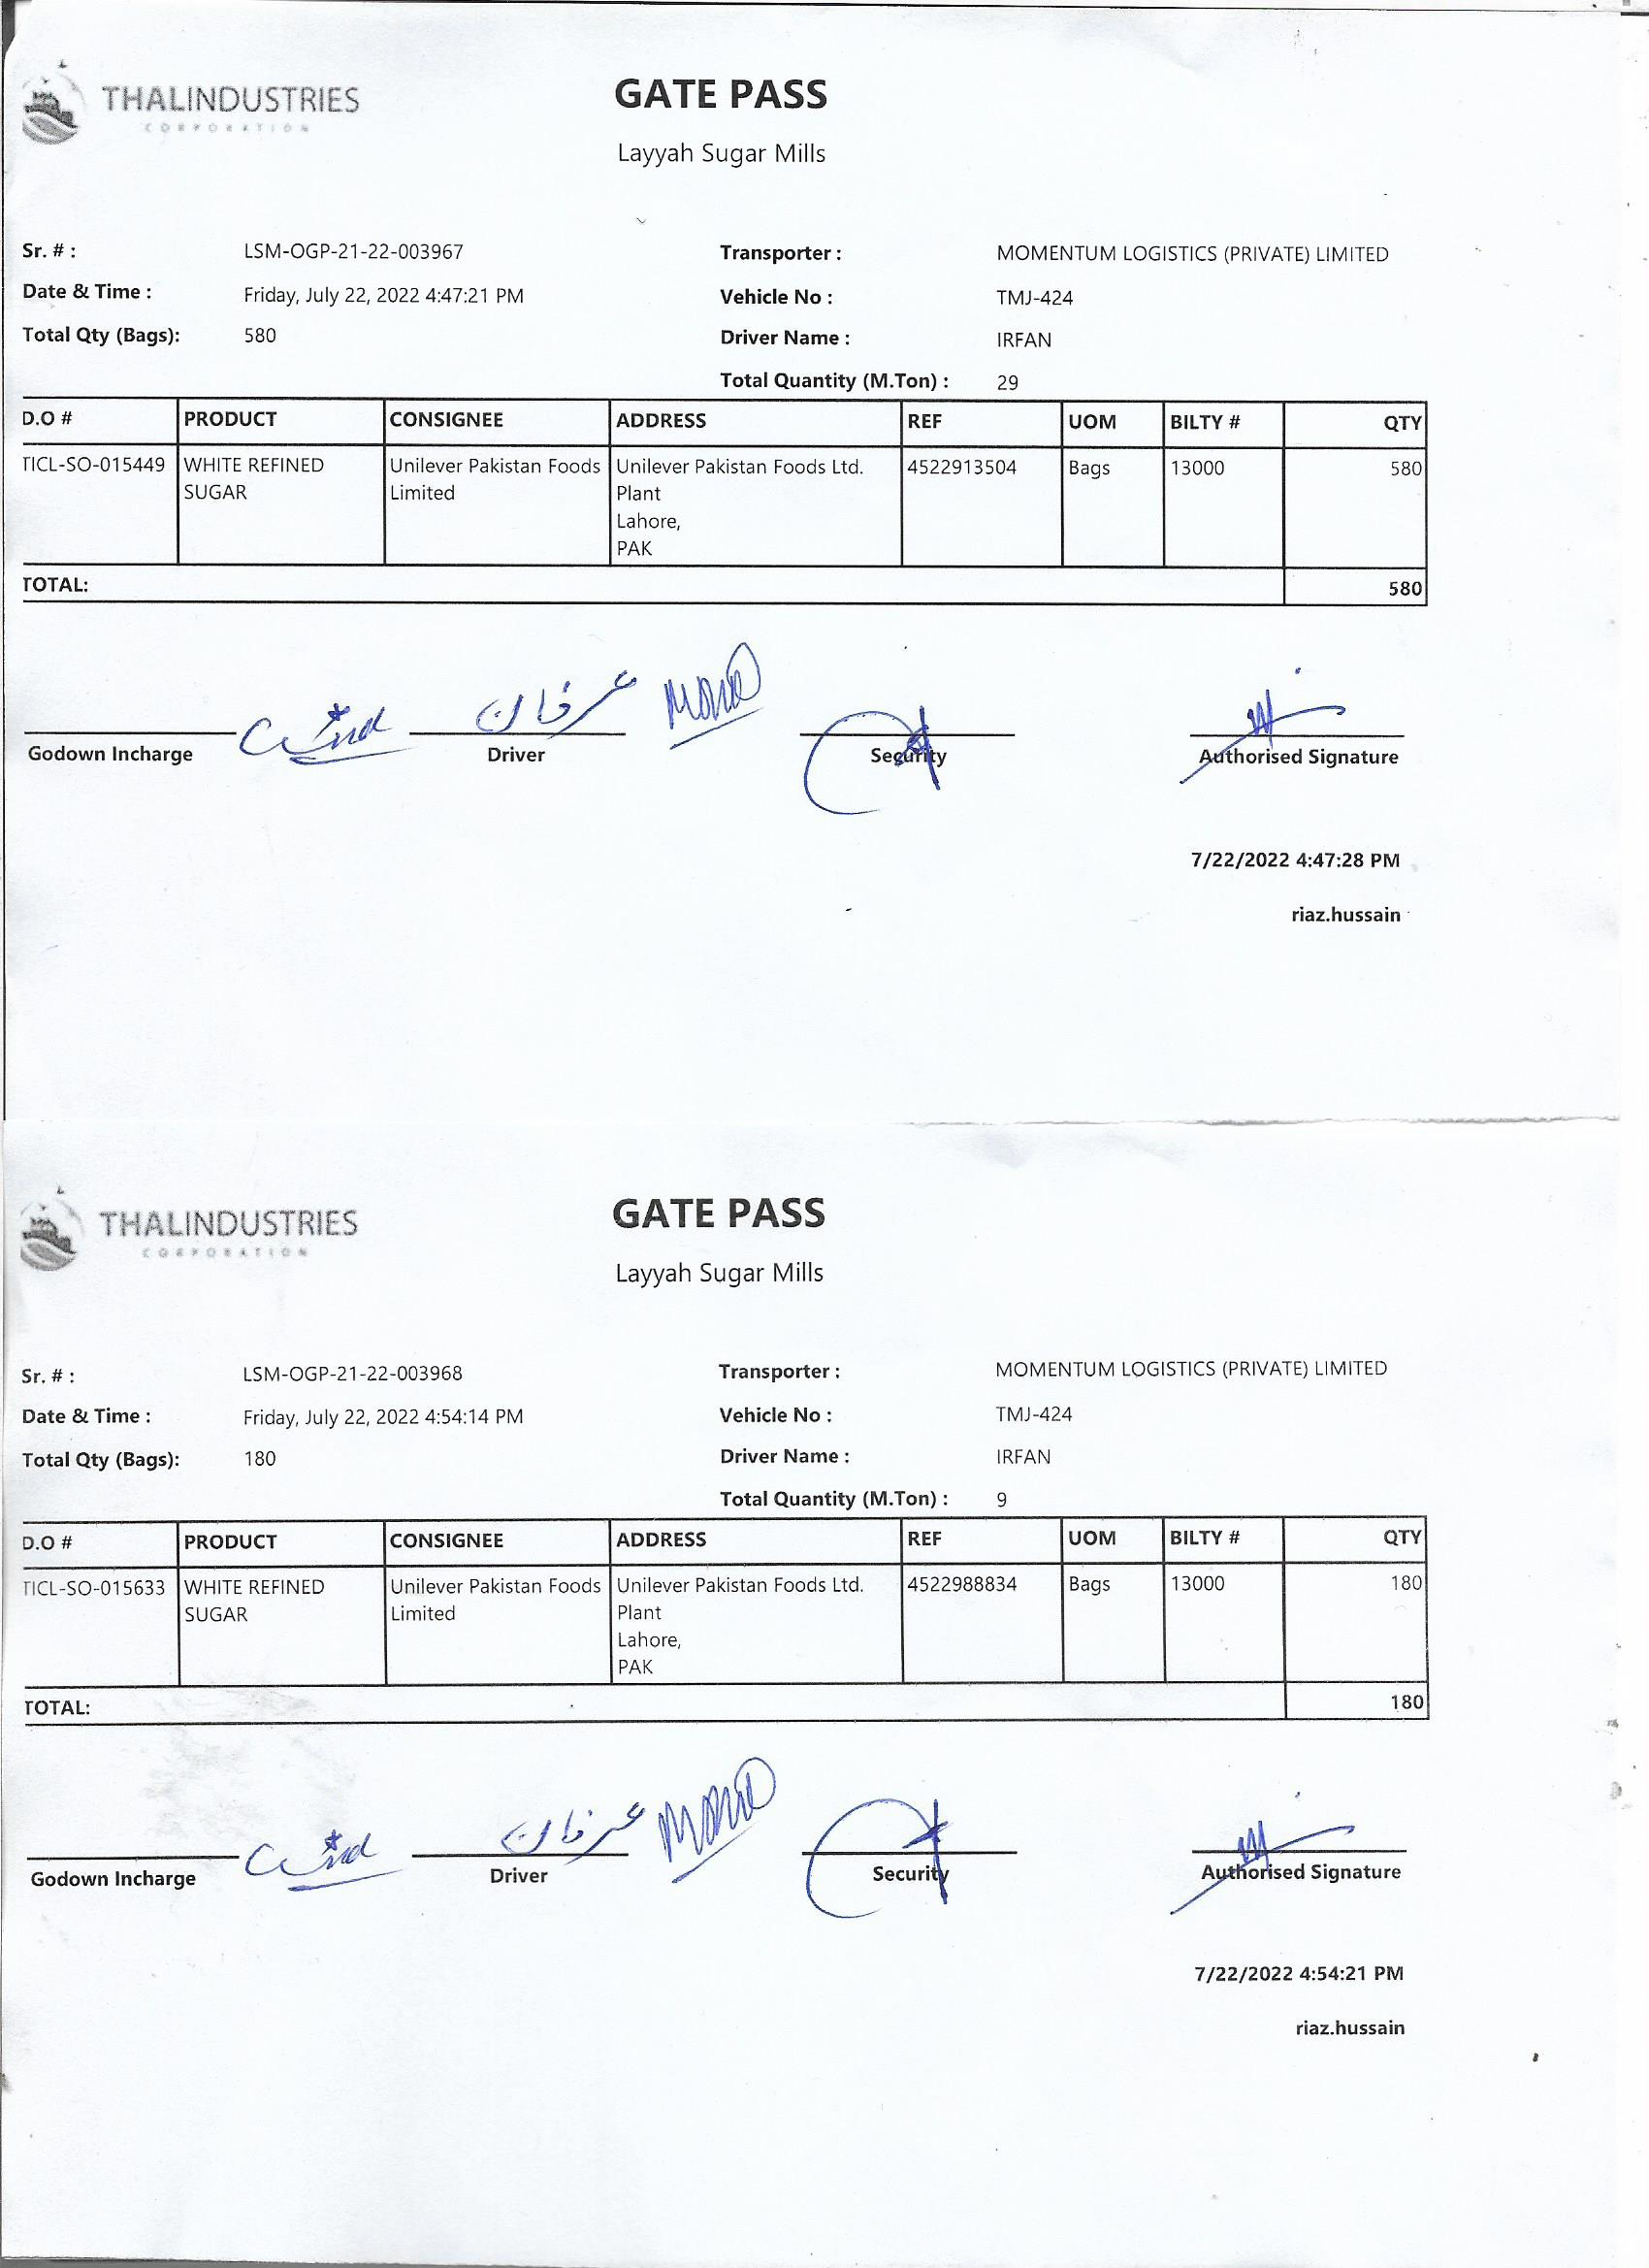 THALINDUSTRIES
CORPORATION
GATE PASS
Layyah Sugar Mills
Sr. # : LSM-OGP-21-22-003967 Transporter : MOMENTUM LOGISTICS (PRIVATE) LIMITED
Date & Time : Friday, July 22, 2022 4:47:21 PM Vehicle No : TMJ-424
Total Qty (Bags): 580 Driver Name : IRFAN
Total Quantity (M.Ton) : 29
D.O # PRODUCT CONSIGNEE ADDRESS REF UOM BILTY # QTY
TICL-SO-015449 WHITE REFINED Unilever Pakistan Foods Unilever Pakistan Foods Ltd. 4522913504 Bags 13000 580
SUGAR Limited Plant
Lahore,
PAK
TOTAL: 580
عرفان
Godown Incharge Driver Security Authorised Signature
7/22/2022 4:47:28 PM
riaz.hussain
THALINDUSTRIES
CORPORATION
GATE PASS
Layyah Sugar Mills
Sr. # : LSM-OGP-21-22-003968 Transporter : MOMENTUM LOGISTICS (PRIVATE) LIMITED
Date & Time : Friday, July 22, 2022 4:54:14 PM Vehicle No : TMJ-424
Total Qty (Bags): 180 Driver Name : IRFAN
Total Quantity (M.Ton) : 9
D.O # PRODUCT CONSIGNEE ADDRESS REF UOM BILTY # QTY
TICL-SO-015633 WHITE REFINED Unilever Pakistan Foods Unilever Pakistan Foods Ltd. 4522988834 Bags 13000 180
SUGAR Limited Plant
Lahore,
PAK
TOTAL: 180
عرفان
Godown Incharge Driver Security Authorised Signature
7/22/2022 4:54:21 PM
riaz.hussain